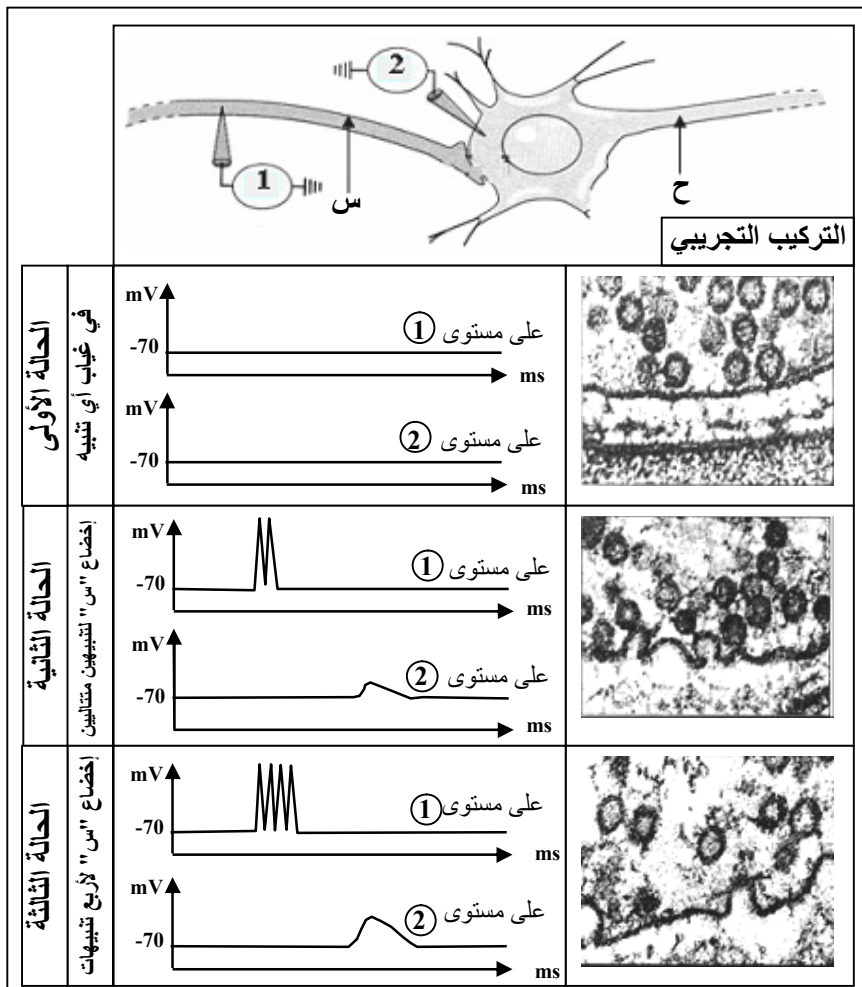 2
1
س
ح
التركيب التجريبي
الحالة الأولى
في غياب أي تنبيه
mV
-70
على مستوى 1
ms
mV
-70
على مستوى 2
ms
الحالة الثانية
إخضاع "س" لتنبيهين متتاليين
mV
-70
على مستوى 1
ms
mV
-70
على مستوى 2
ms
الحالة الثالثة
إخضاع "س" لأربع تنبيهات
mV
-70
على مستوى 1
ms
mV
-70
على مستوى 2
ms